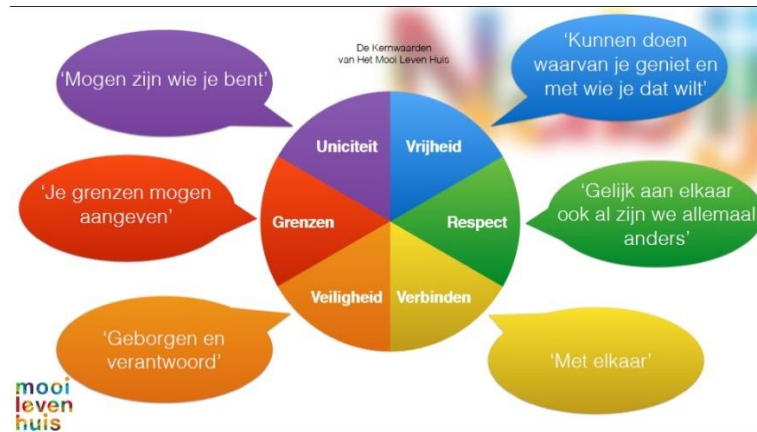 De Kernwaarden
van Het Mooi Leven Huis
'Mogen zijn wie je bent'
'Kunnen doen
waarvan je geniet en
met wie je dat wilt'
Uniciteit
Vrijheid
'Je grenzen mogen
aangeven'
Grenzen
Respect
'Gelijk aan elkaar
ook al zijn we allemaal
anders'
Veiligheid
Verbinden
'Geborgen en
verantwoord'
'Met elkaar'
mooi
leven
huis